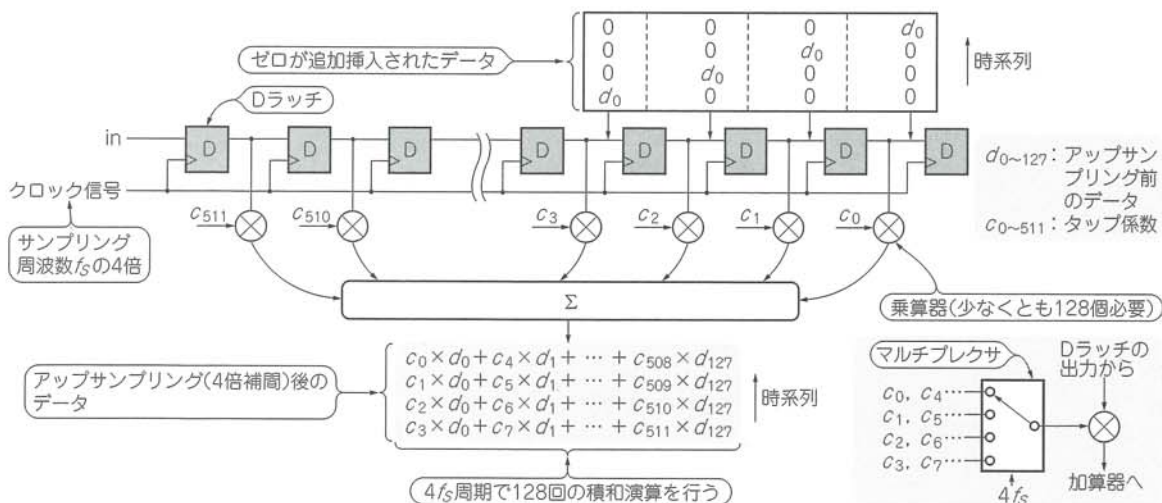 ゼロが追加挿入されたデータ
0 0 0 d0
0 0 d0 0
0 d0 0 0
d0 0 0 0
時系列
Dラッチ
in
D D D D D D D D
クロック信号
サンプリング
周波数fSの4倍
d0~127:アップサン
プリング前
のデータ
c0~511:タップ係数
c511 c510 c3 c2 c1 c0
Σ
乗算器(少なくとも128個必要)
アップサンプリング(4倍補間)後の
データ
c0×d0+c4×d1+ … +c508×d127
c1×d0+c5×d1+ … +c509×d127
c2×d0+c6×d1+ … +c510×d127
c3×d0+c7×d1+ … +c511×d127
時系列
4fS周期で128回の積和演算を行う
マルチプレクサ
Dラッチの
出力から
c0, c4…
c1, c5…
c2, c6…
c3, c7…
4fS
加算器へ